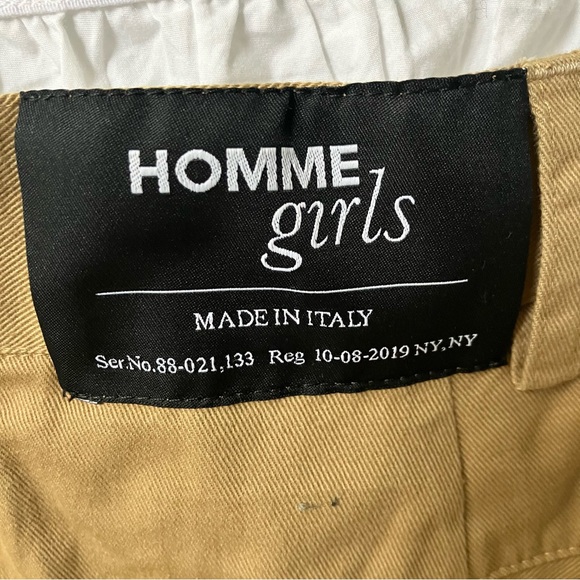 HOMME
girls
MADE IN ITALY
Ser.No.88-021,133 Reg 10-08-2019 NY,NY